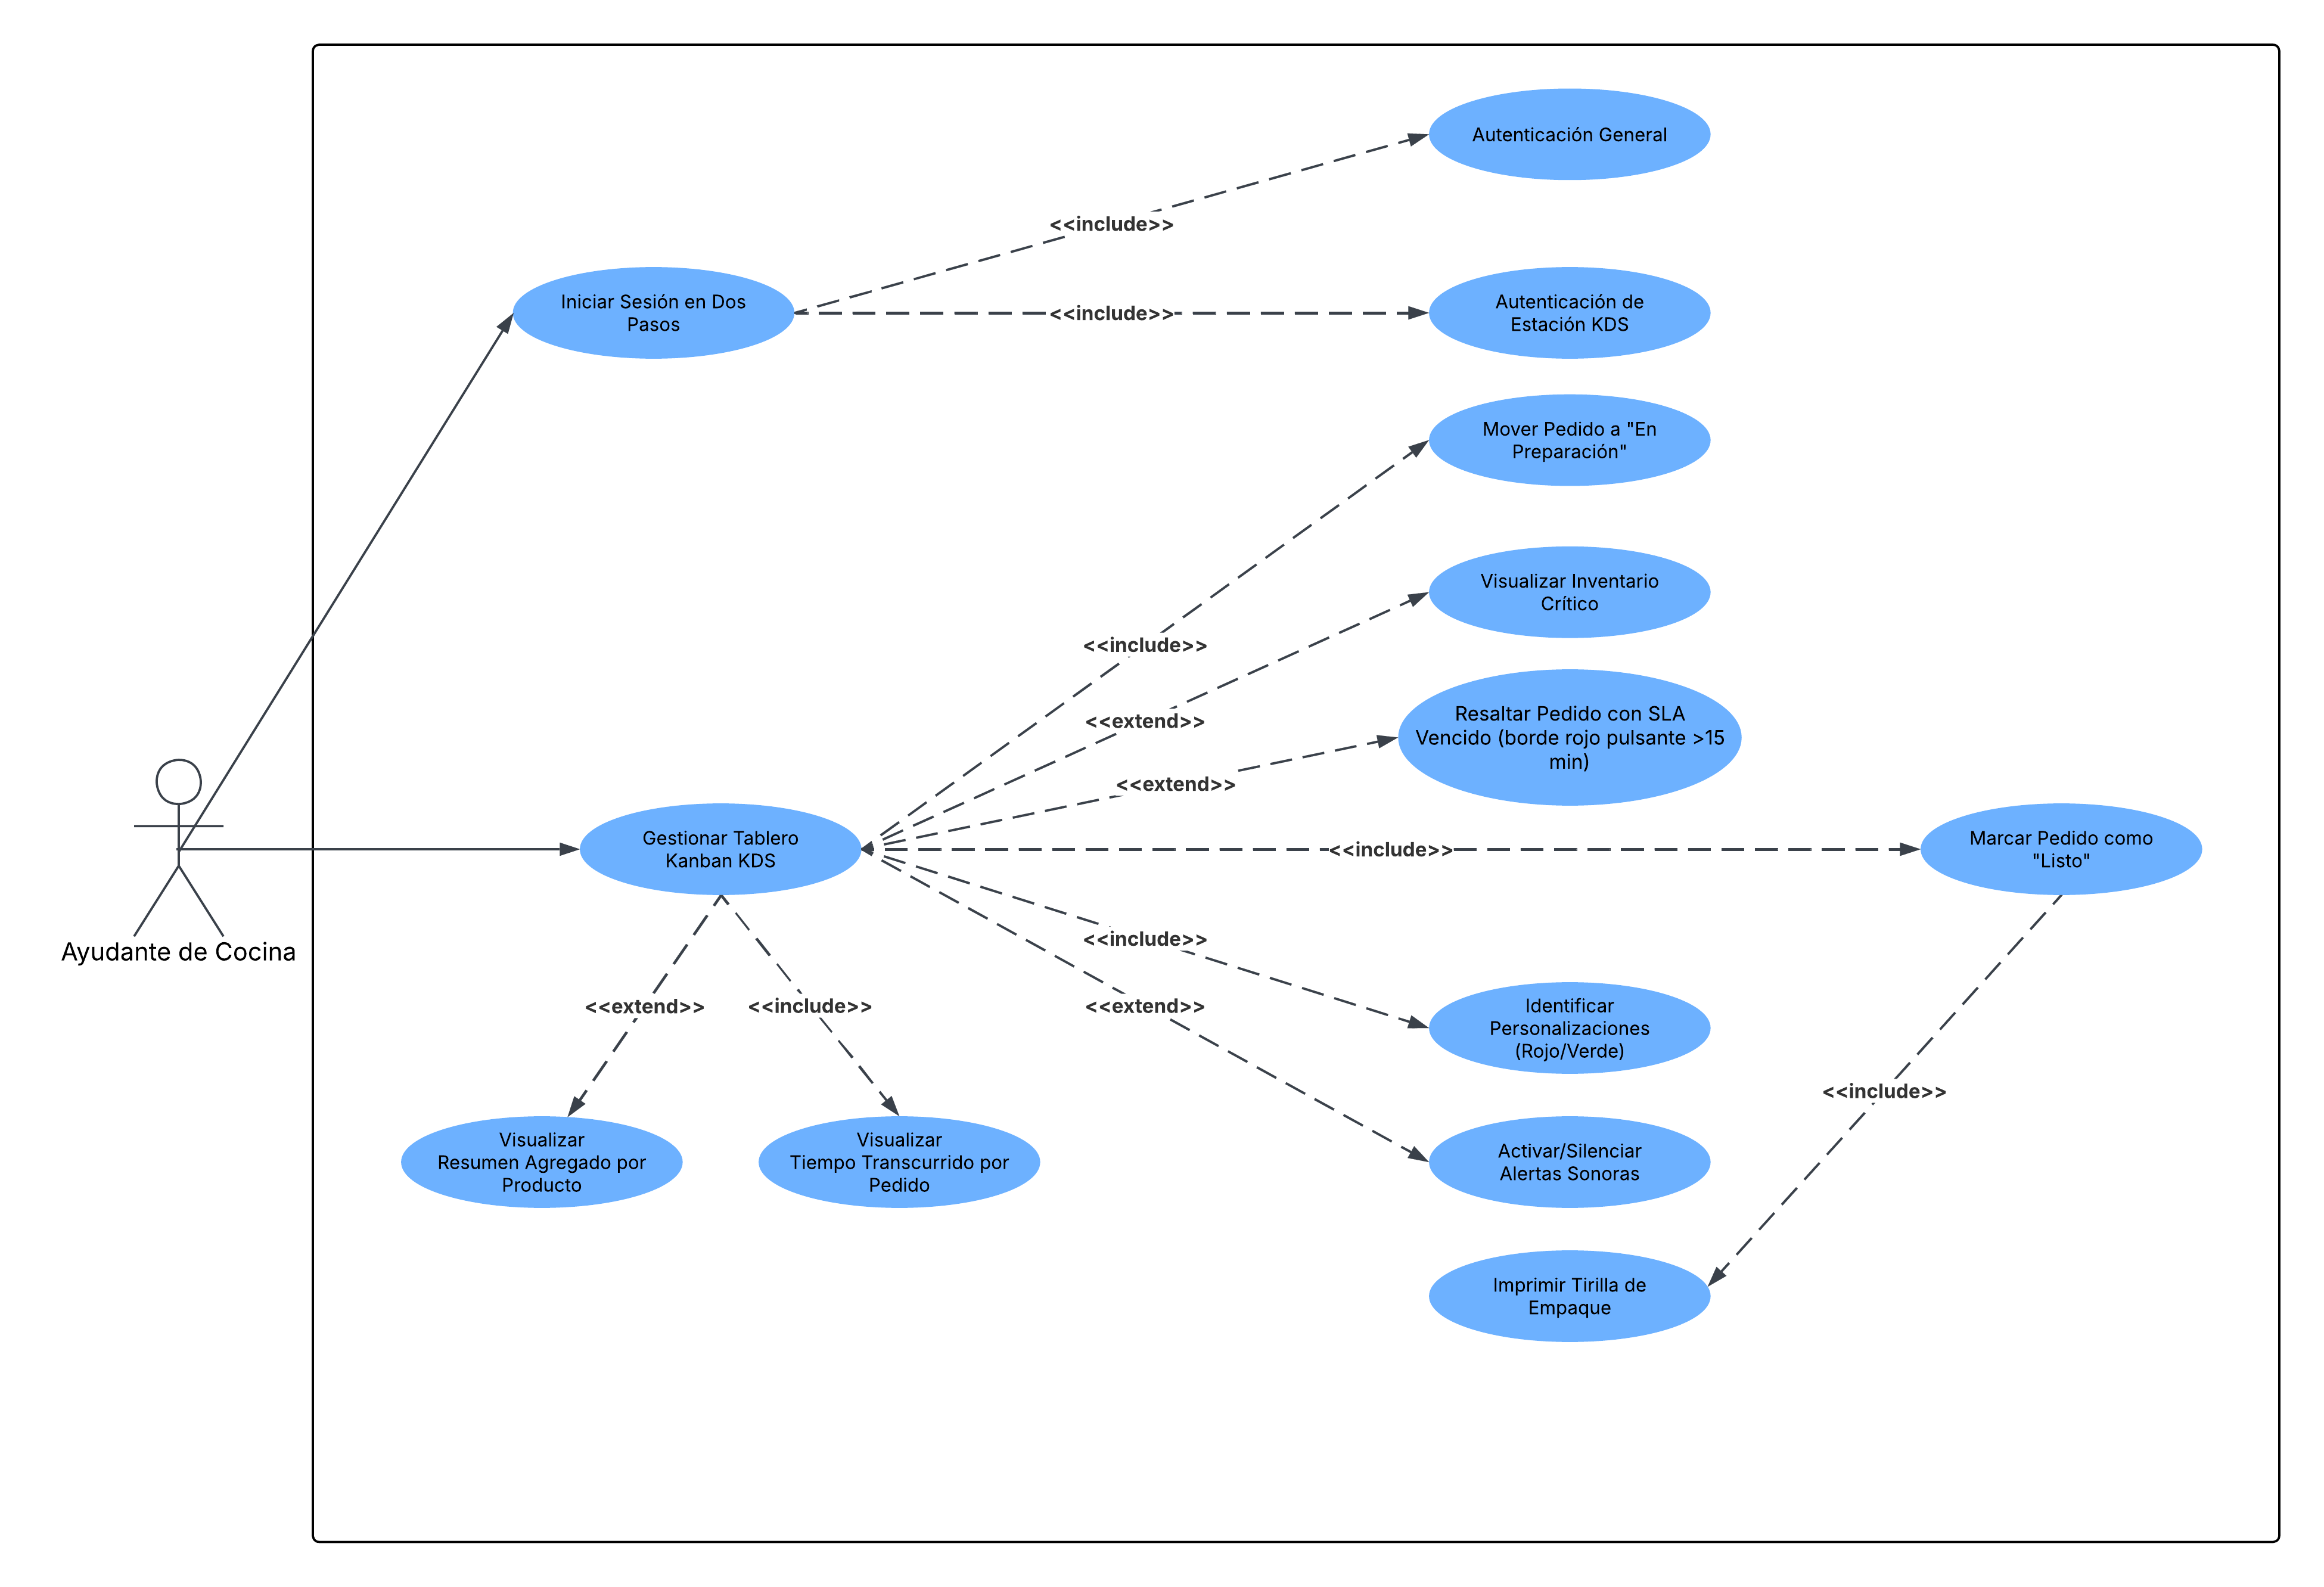 Autenticación General
<<include>>
Iniciar Sesión en Dos
Pasos
<<include>>
Autenticación de
Estación KDS
Mover Pedido a "En
Preparación"
Visualizar Inventario
Crítico
<<include>>
<<extend>>
Resaltar Pedido con SLA
Vencido (borde rojo pulsante >15
min)
<<extend>>
Ayudante de Cocina
Gestionar Tablero
Kanban KDS
<<include>>
Marcar Pedido como
"Listo"
<<include>>
<<extend>>
<<include>>
<<extend>>
Identificar
Personalizaciones
(Rojo/Verde)
<<include>>
Visualizar
Resumen Agregado por
Producto
Visualizar
Tiempo Transcurrido por
Pedido
Activar/Silenciar
Alertas Sonoras
Imprimir Tirilla de
Empaque